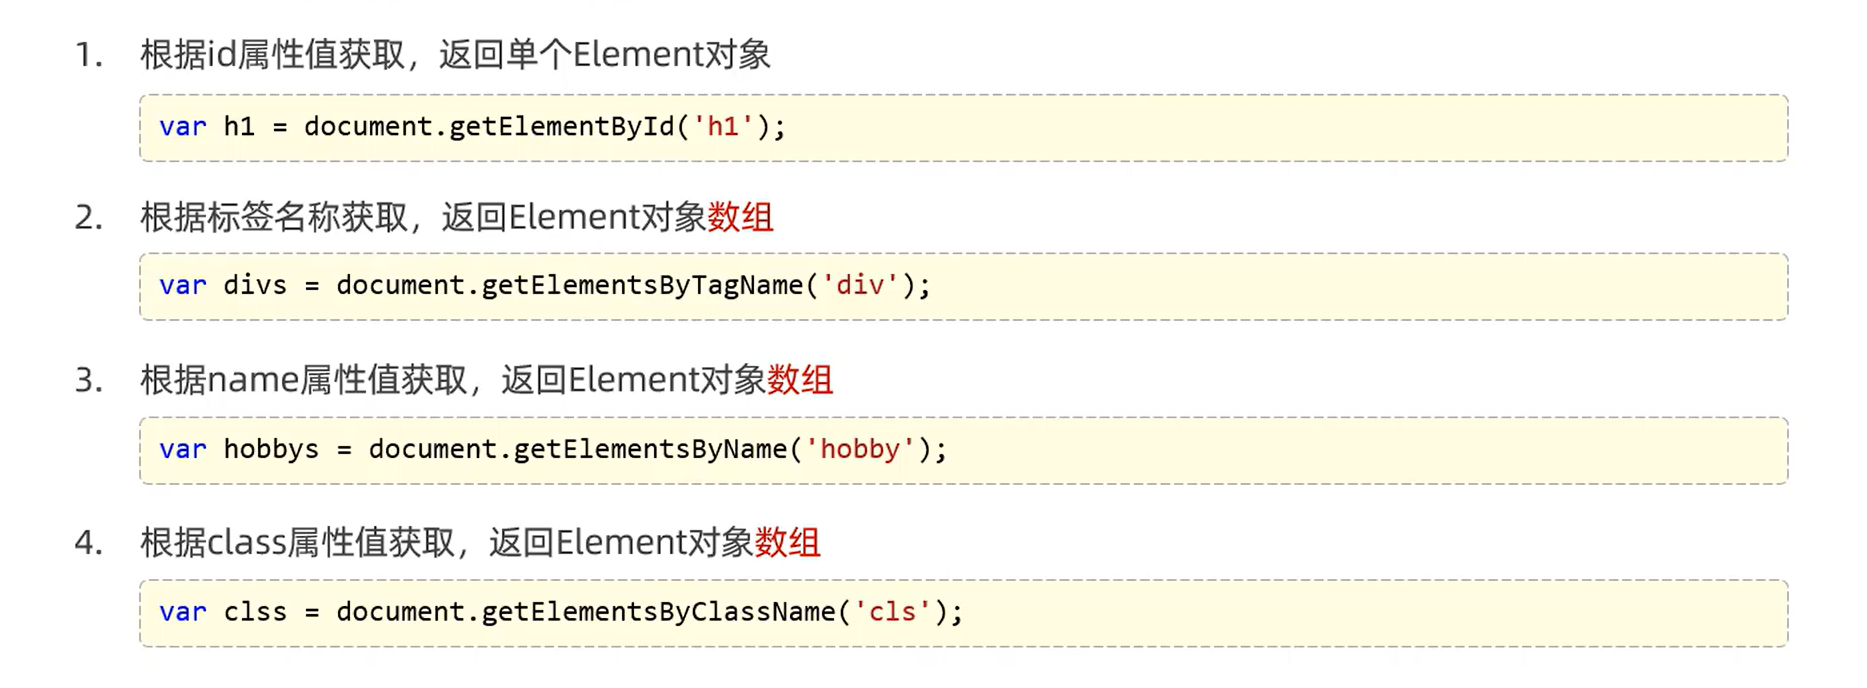 1. 根据id属性值获取，返回单个Element对象
var h1 = document.getElementById('h1');
2. 根据标签名称获取，返回Element对象数组
var divs = document.getElementsByTagName('div');
3. 根据name属性值获取，返回Element对象数组
var hobbys = document.getElementsByName('hobby');
4. 根据class属性值获取，返回Element对象数组
var clss = document.getElementsByClassName('cls');